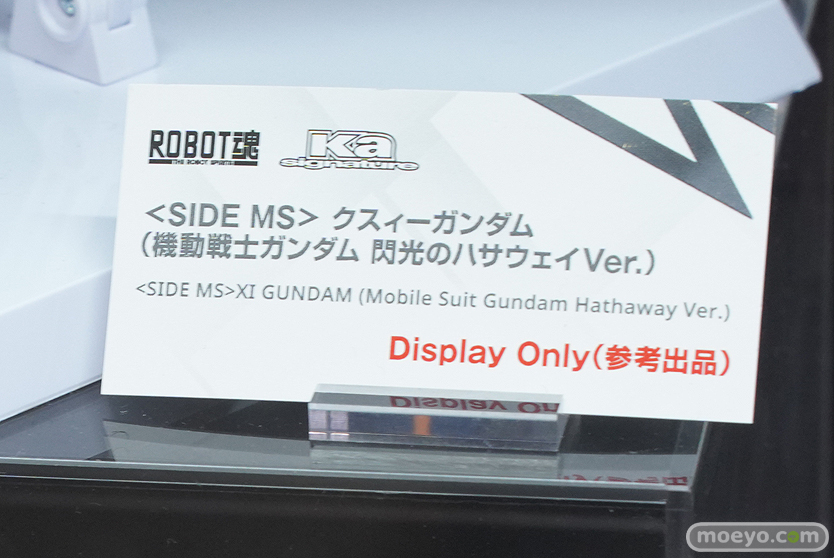 ROBOT魂
THE ROBOT SPIRITS
Ka
signature
<SIDE MS> クスィーガンダム
(機動戦士ガンダム 閃光のハサウェイVer.)
<SIDE MS>XI GUNDAM (Mobile Suit Gundam Hathaway Ver.)
Display Only(参考出品)
Display On
moeyo.com